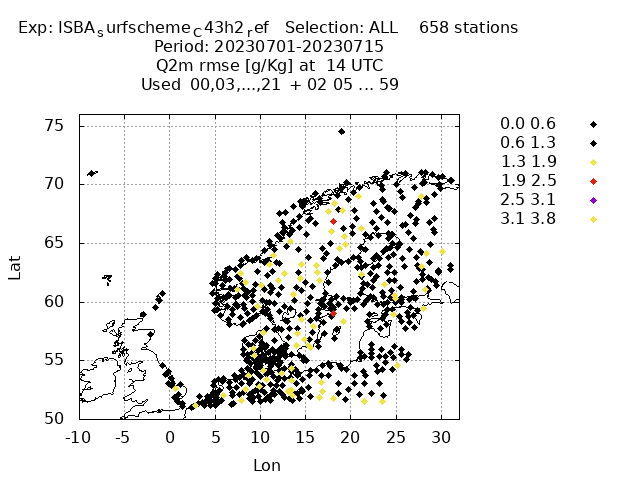 Exp: ISBA_surfscheme_C43h2_ref   Selection: ALL    658 stations
Period: 20230701-20230715
Q2m rmse [g/Kg] at  14 UTC
Used  00,03,...,21  + 02 05 ... 59
0.0 0.6
0.6 1.3
1.3 1.9
1.9 2.5
2.5 3.1
3.1 3.8
75
70
65
60
55
50
Lat
-10 -5 0 5 10 15 20 25 30
Lon